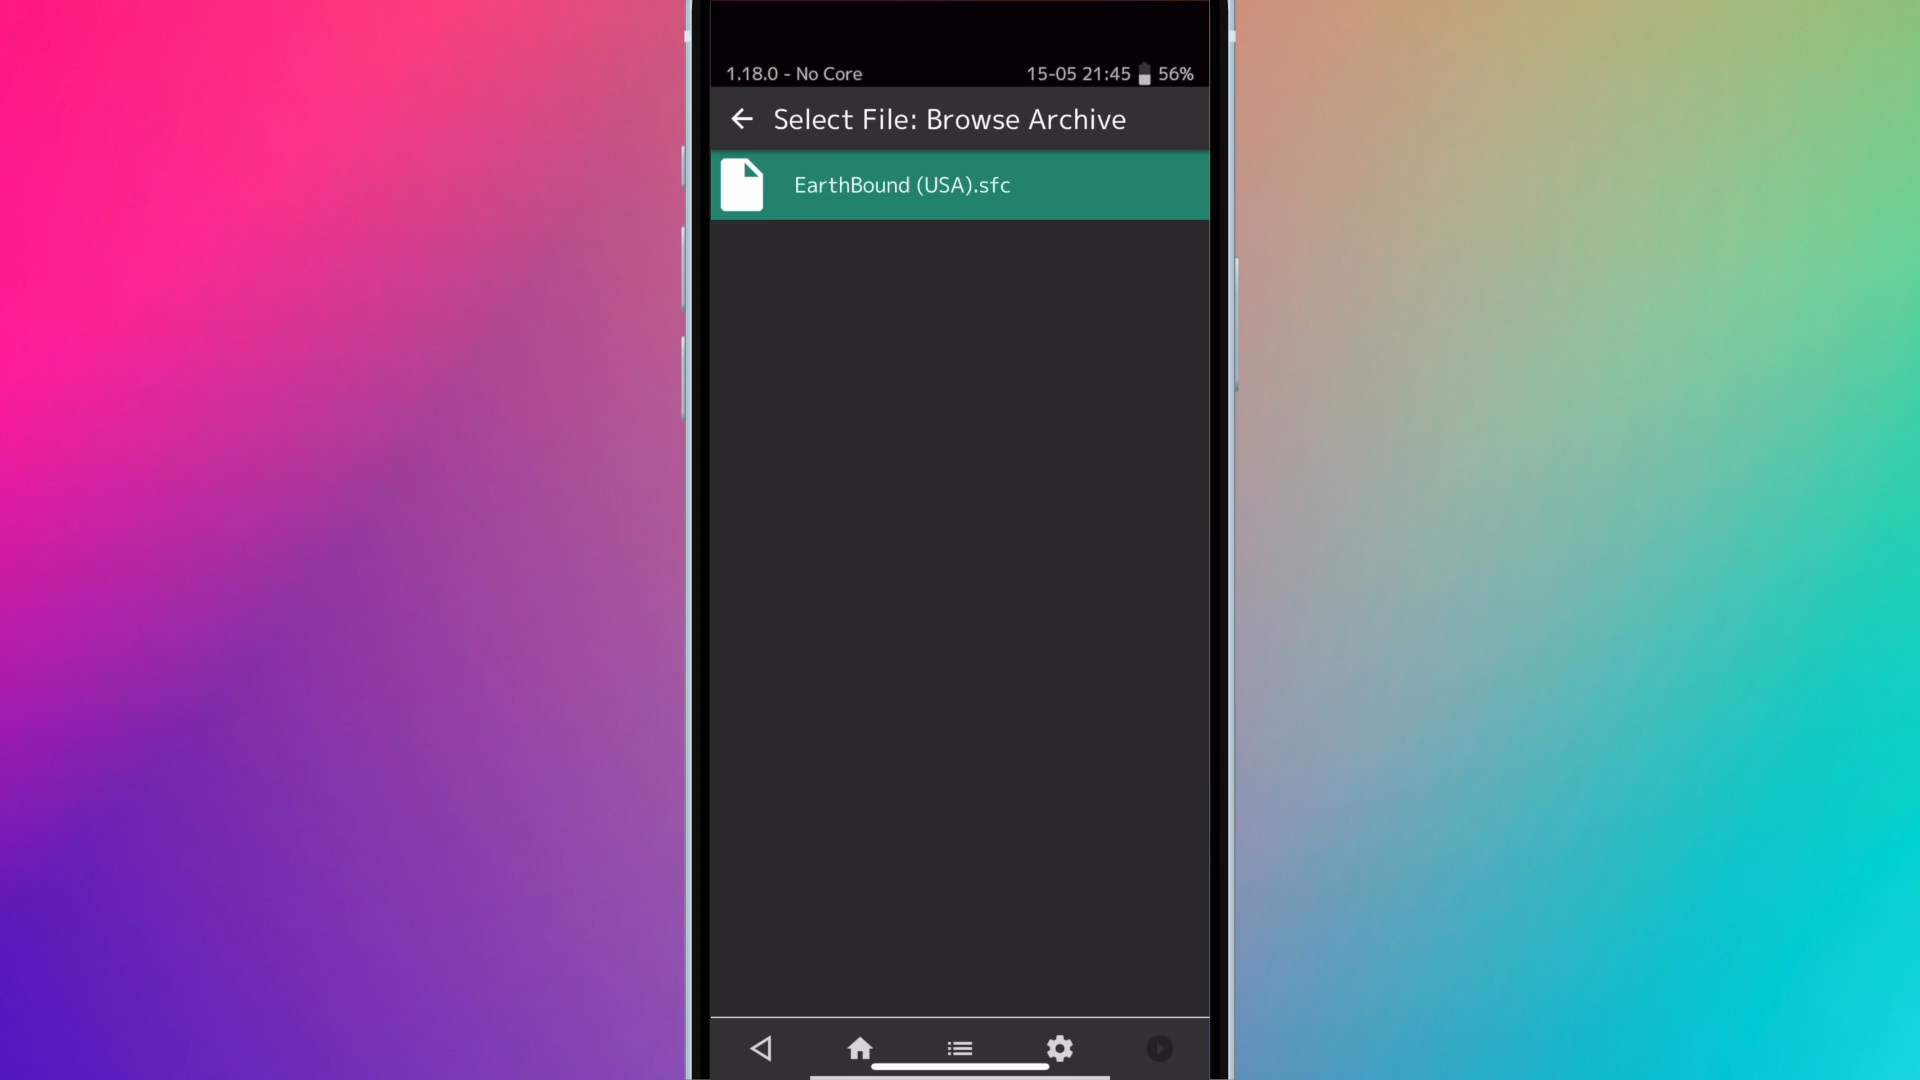 1.18.0 - No Core
15-05 21:45 56%
Select File: Browse Archive
EarthBound (USA).sfc